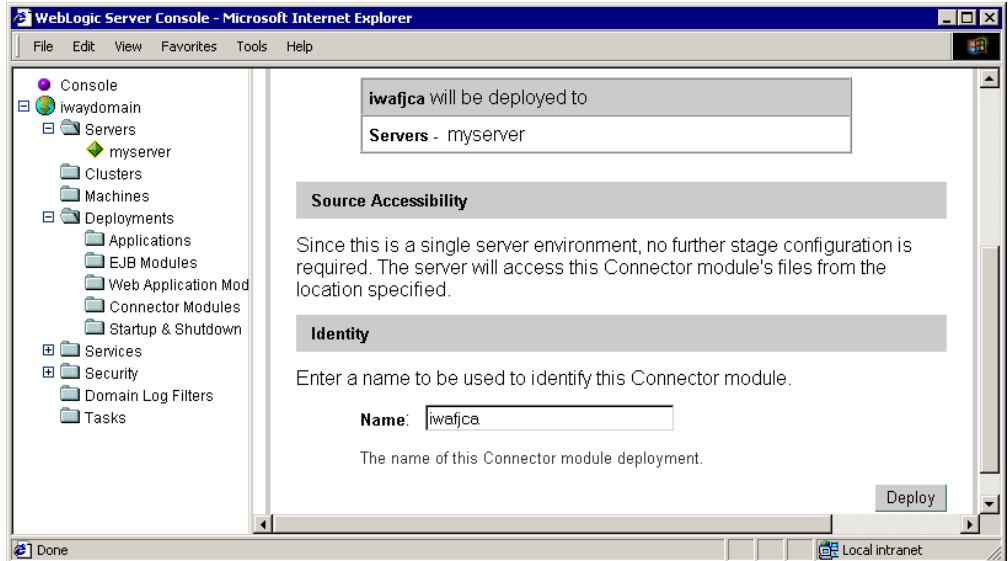 WebLogic Server Console - Microsoft Internet Explorer
File Edit View Favorites Tools Help
Console
iwaydomain
Servers
myserver
Clusters
Machines
Deployments
Applications
EJB Modules
Web Application Mod
Connector Modules
Startup & Shutdown
Services
Security
Domain Log Filters
Tasks
iwafjca will be deployed to
Servers - myserver
Source Accessibility
Since this is a single server environment, no further stage configuration is
required. The server will access this Connector module's files from the
location specified.
Identity
Enter a name to be used to identify this Connector module.
Name: iwafjca
The name of this Connector module deployment.
Deploy
Done
Local intranet